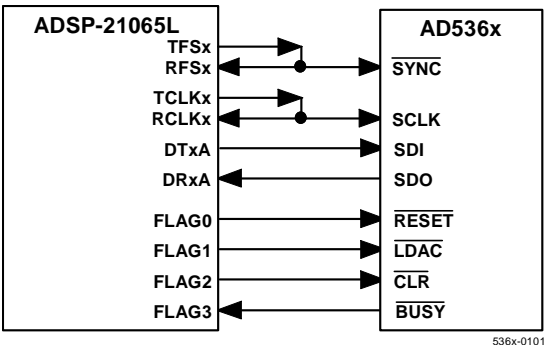 ADSP-21065L AD536x
TFSx
RFSx SYNC
TCLKx
RCLKx SCLK
DTxA SDI
DRxA SDO
FLAG0 RESET
FLAG1 LDAC
FLAG2 CLR
FLAG3 BUSY
536x-0101